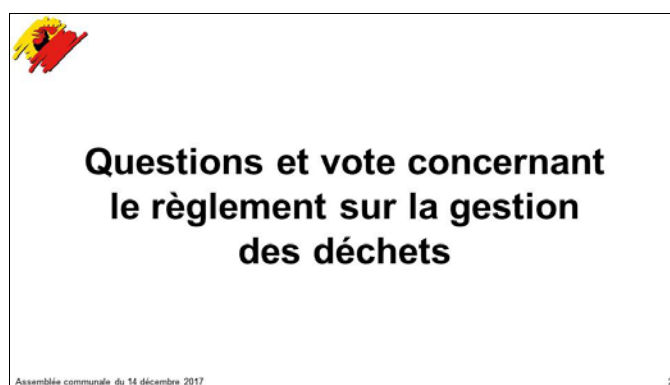 Questions et vote concernant
le règlement sur la gestion
des déchets
Assemblée communale du 14 décembre 2017